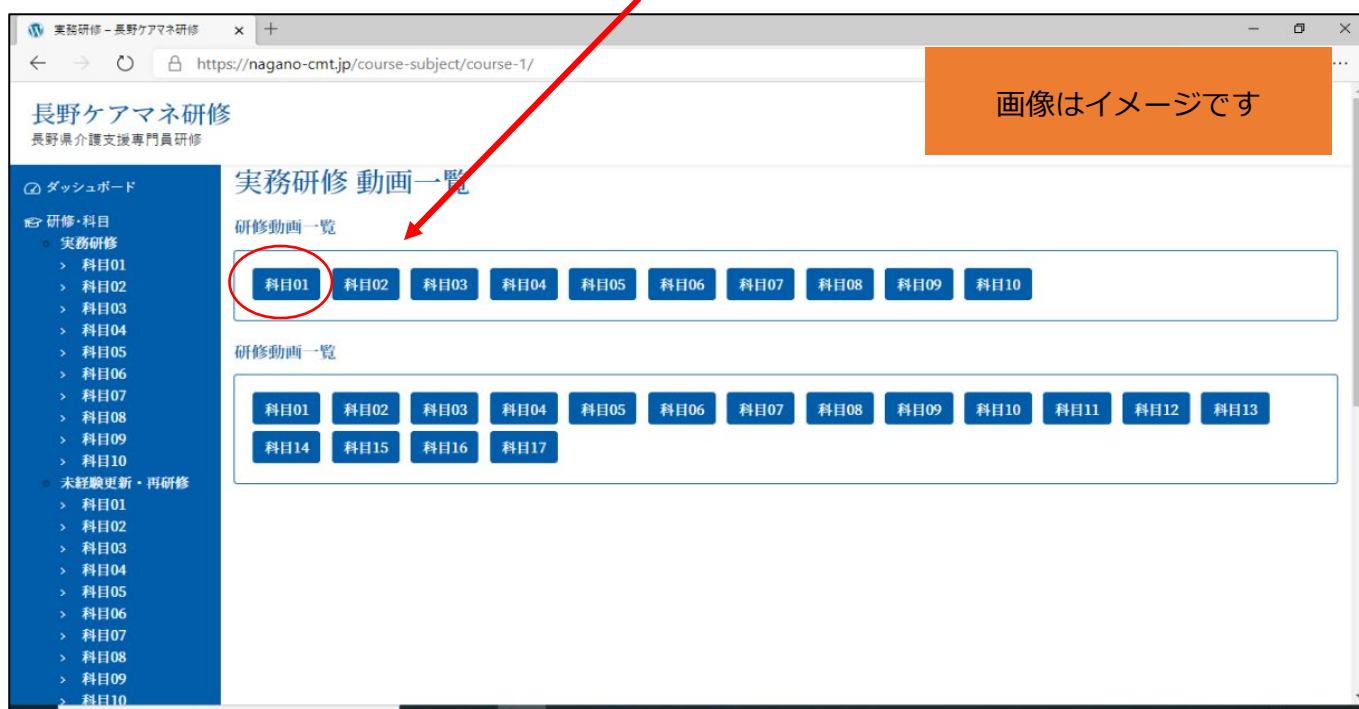 実務研修 – 長野ケアマネ研修
https://nagano-cmt.jp/course-subject/course-1/
画像はイメージです
長野ケアマネ研修
長野県介護支援専門員研修
ダッシュボード
研修・科目
実務研修
科目01
科目02
科目03
科目04
科目05
科目06
科目07
科目08
科目09
科目10
未経験更新・再研修
科目01
科目02
科目03
科目04
科目05
科目06
科目07
科目08
科目09
科目10
実務研修 動画一覧
研修動画一覧
科目01 科目02 科目03 科目04 科目05 科目06 科目07 科目08 科目09 科目10
研修動画一覧
科目01 科目02 科目03 科目04 科目05 科目06 科目07 科目08 科目09 科目10 科目11 科目12 科目13
科目14 科目15 科目16 科目17